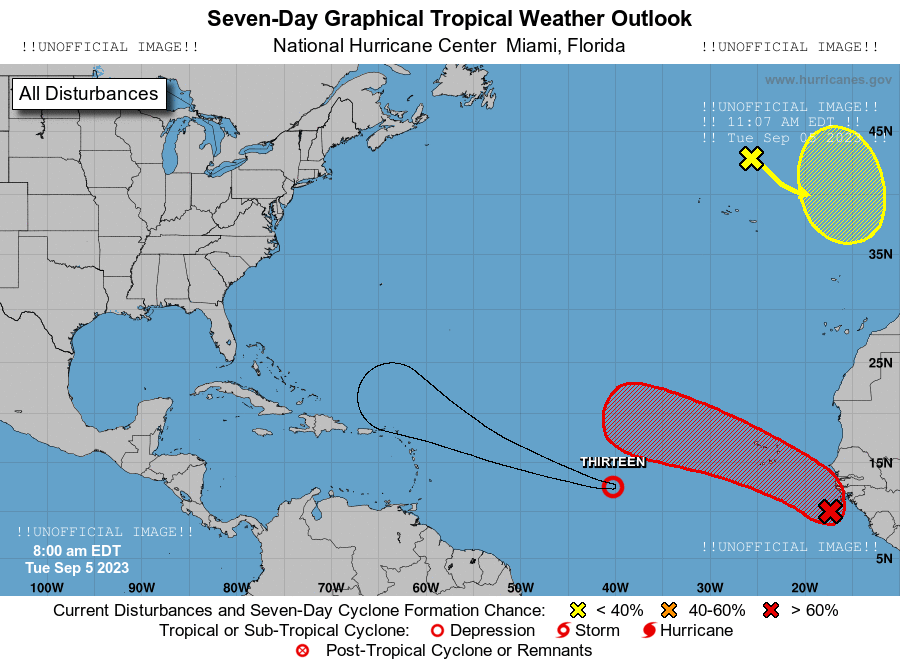 Seven-Day Graphical Tropical Weather Outlook
!!UNOFFICIAL IMAGE!! National Hurricane Center Miami, Florida !!UNOFFICIAL IMAGE!!
www.hurricanes.gov
All Disturbances
!!UNOFFICIAL IMAGE!!
!! 11:07 AM EDT !!
!! Tue Sep 05 2023 !!
45N
35N
25N
THIRTEEN
15N
!!UNOFFICIAL IMAGE!!
8:00 am EDT
!!UNOFFICIAL IMAGE!!
5N
Tue Sep 5 2023
100W 90W 80W 70W 60W 50W 40W 30W 20W
Current Disturbances and Seven-Day Cyclone Formation Chance: < 40% 40-60% > 60%
Tropical or Sub-Tropical Cyclone: Depression Storm Hurricane
Post-Tropical Cyclone or Remnants